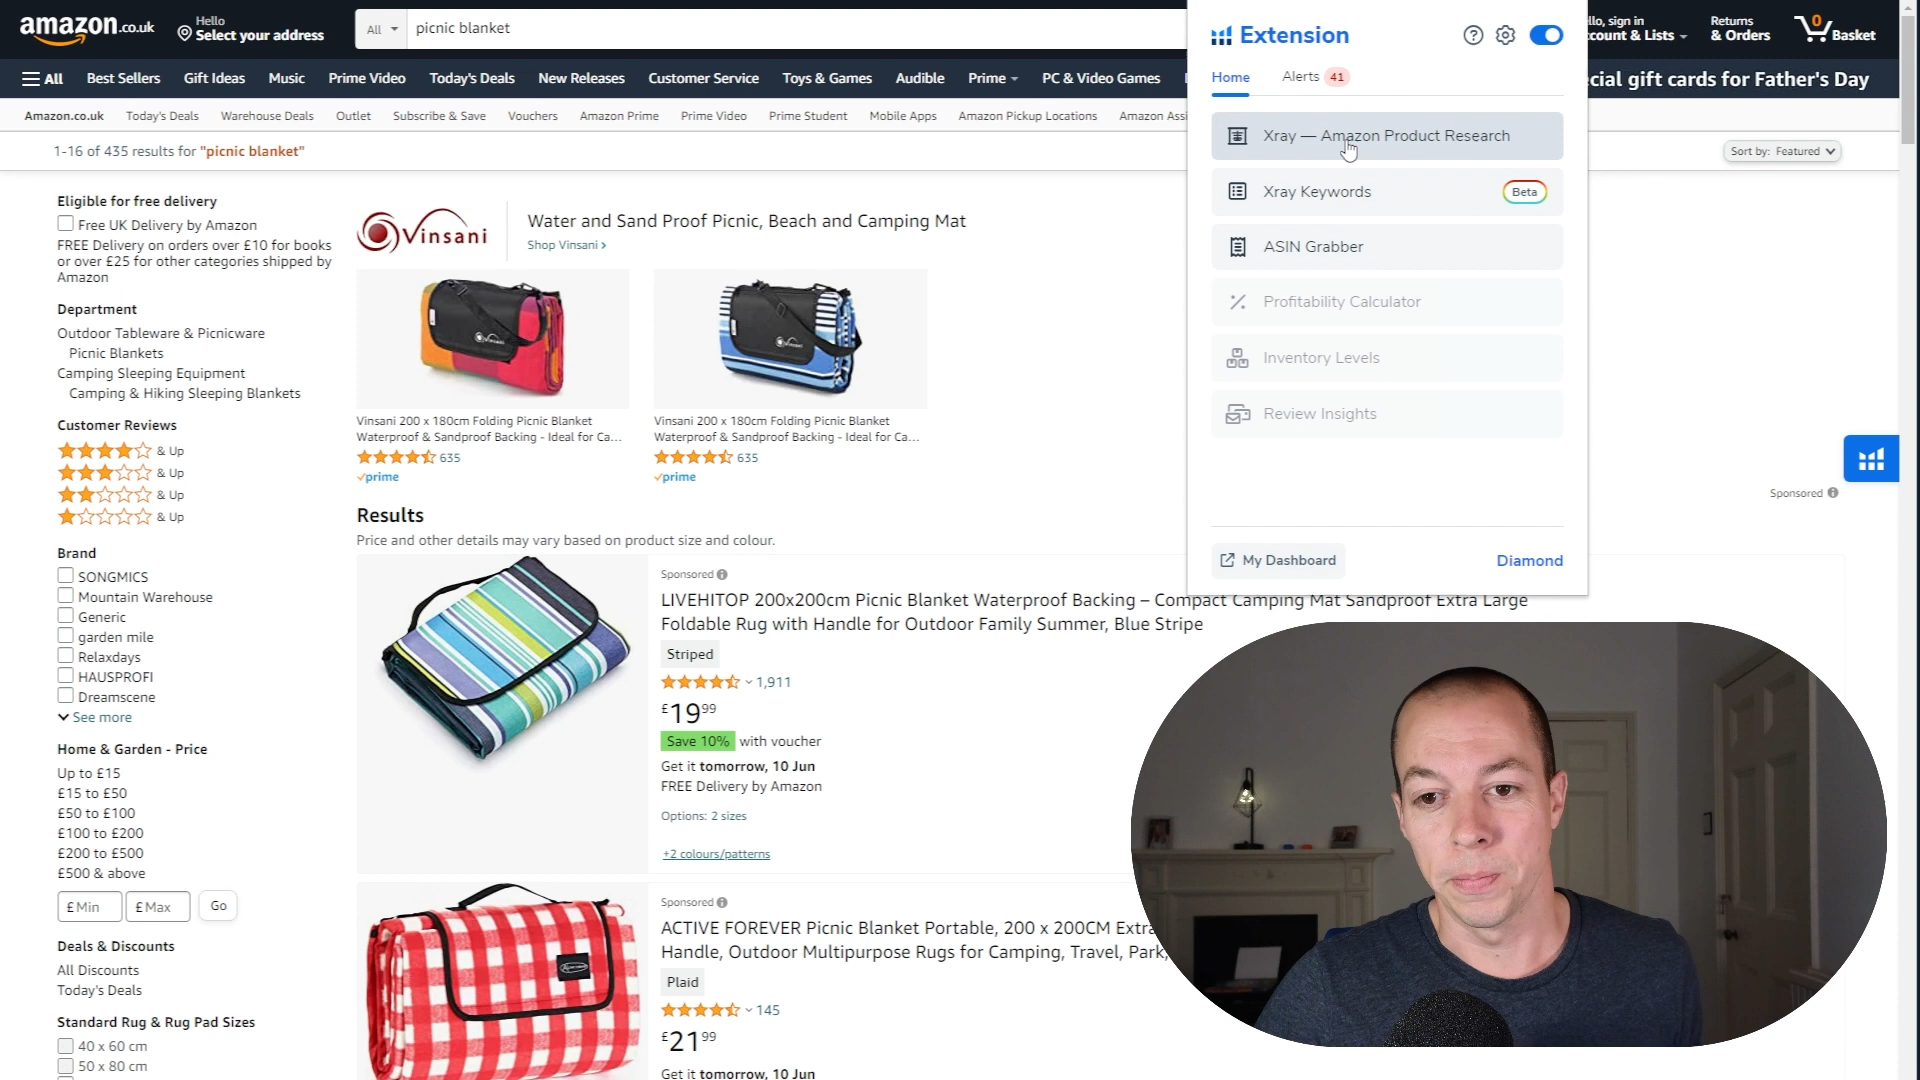 amazon.co.uk
Hello
Select your address
All
picnic blanket
llo, sign in
count & Lists
Returns
& Orders
0
Basket
All
Best Sellers
Gift Ideas
Music
Prime Video
Today's Deals
New Releases
Customer Service
Toys & Games
Audible
Prime
PC & Video Games
cial gift cards for Father's Day
Amazon.co.uk
Today's Deals
Warehouse Deals
Outlet
Subscribe & Save
Vouchers
Amazon Prime
Prime Video
Prime Student
Mobile Apps
Amazon Pickup Locations
Amazon Assi
1-16 of 435 results for "picnic blanket"
Sort by: Featured
Extension
Home
Alerts 41
Xray — Amazon Product Research
Xray Keywords
Beta
ASIN Grabber
Profitability Calculator
Inventory Levels
Review Insights
My Dashboard
Diamond
Eligible for free delivery
Free UK Delivery by Amazon
FREE Delivery on orders over £10 for books
or over £25 for other categories shipped by
Amazon
Department
Outdoor Tableware & Picnicware
Picnic Blankets
Camping Sleeping Equipment
Camping & Hiking Sleeping Blankets
Customer Reviews
& Up
& Up
& Up
& Up
Brand
SONGMICS
Mountain Warehouse
Generic
garden mile
Relaxdays
HAUSPROFI
Dreamscene
See more
Home & Garden - Price
Up to £15
£15 to £50
£50 to £100
£100 to £200
£200 to £500
£500 & above
£ Min
£ Max
Go
Deals & Discounts
All Discounts
Today's Deals
Standard Rug & Rug Pad Sizes
40 x 60 cm
50 x 80 cm
Vinsani
Water and Sand Proof Picnic, Beach and Camping Mat
Shop Vinsani ›
Vinsani
Vinsani
Vinsani 200 x 180cm Folding Picnic Blanket
Waterproof & Sandproof Backing - Ideal for Ca...
635
prime
Vinsani 200 x 180cm Folding Picnic Blanket
Waterproof & Sandproof Backing - Ideal for Ca...
635
prime
Sponsored
Results
Price and other details may vary based on product size and colour.
Sponsored
LIVEHITOP 200x200cm Picnic Blanket Waterproof Backing – Compact Camping Mat Sandproof Extra Large
Foldable Rug with Handle for Outdoor Family Summer, Blue Stripe
Striped
1,911
£19.99
Save 10% with voucher
Get it tomorrow, 10 Jun
FREE Delivery by Amazon
Options: 2 sizes
+2 colours/patterns
Sponsored
ACTIVE FOREVER Picnic Blanket Portable, 200 x 200CM Extra
Handle, Outdoor Multipurpose Rugs for Camping, Travel, Park,
Plaid
145
£21.99
Get it tomorrow, 10 Jun